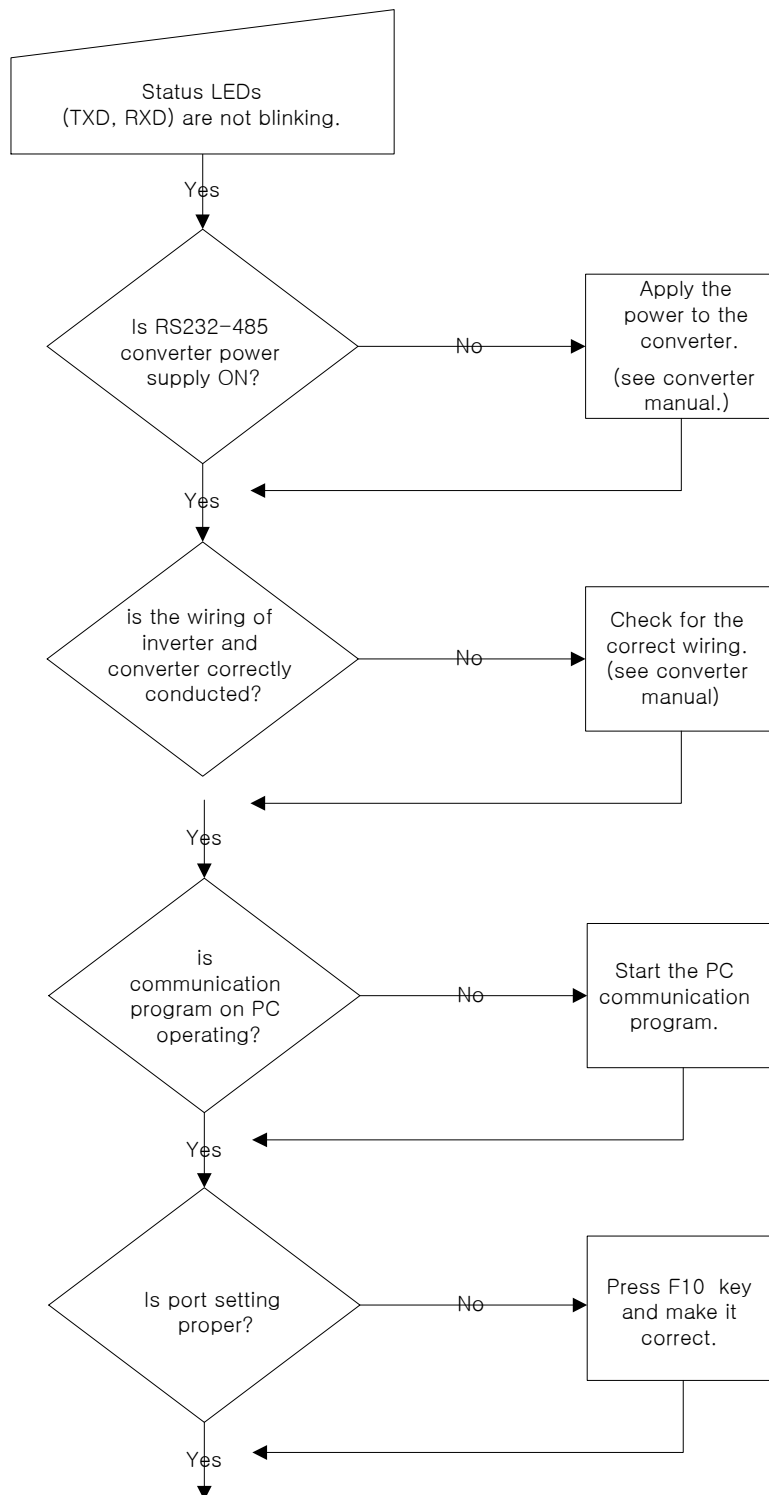 Status LEDs
(TXD, RXD) are not blinking.
Yes
Is RS232-485
converter power
supply ON?
No
Apply the
power to the
converter.
(see converter
manual.)
Yes
is the wiring of
inverter and
converter correctly
conducted?
No
Check for the
correct wiring.
(see converter
manual)
Yes
is
communication
program on PC
operating?
No
Start the PC
communication
program.
Yes
Is port setting
proper?
No
Press F10 key
and make it
correct.
Yes